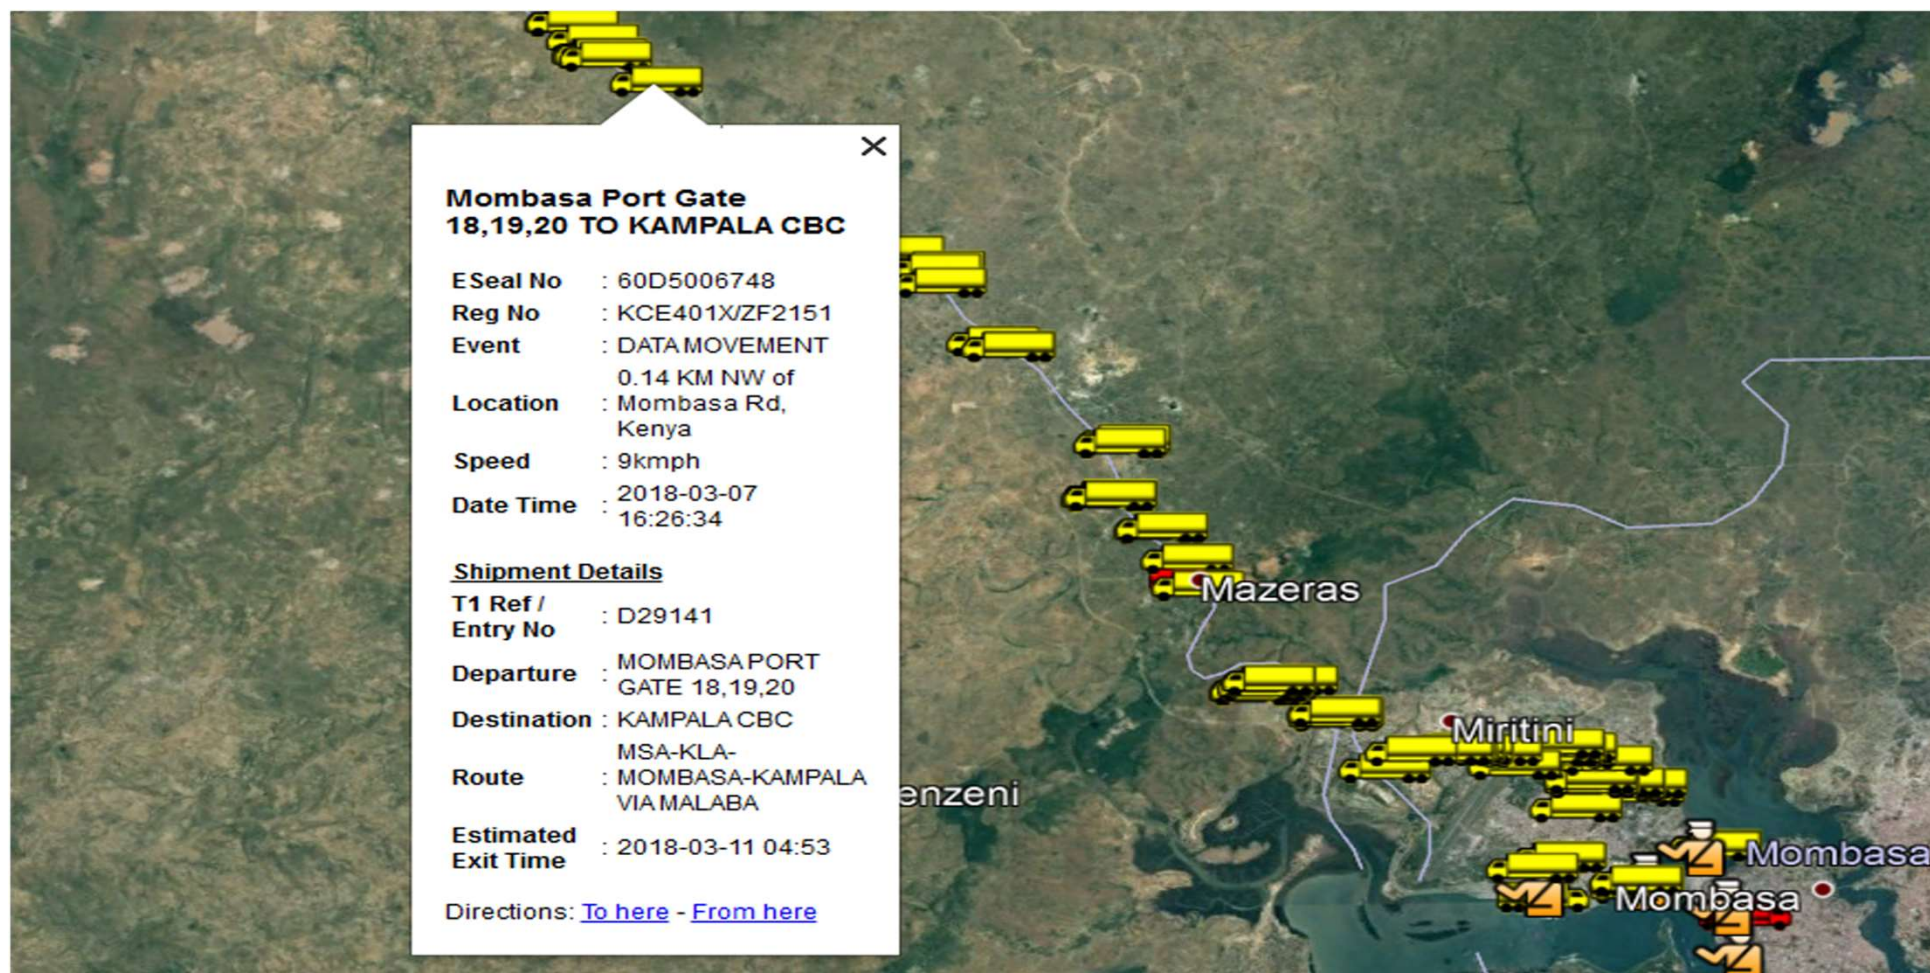 Mombasa Port Gate
18,19,20 TO KAMPALA CBC
ESeal No : 60D5006748
Reg No : KCE401X/ZF2151
Event : DATA MOVEMENT
0.14 KM NW of
Location : Mombasa Rd,
Kenya
Speed : 9kmph
Date Time : 2018-03-07
16:26:34
Shipment Details
T1 Ref /
Entry No : D29141
Departure : MOMBASA PORT
GATE 18,19,20
Destination : KAMPALA CBC
MSA-KLA-
Route : MOMBASA-KAMPALA
VIA MALABA
Estimated
Exit Time : 2018-03-11 04:53
Directions: To here - From here
Mazeras
Miritini
enzeni
Mombasa
Mombasa